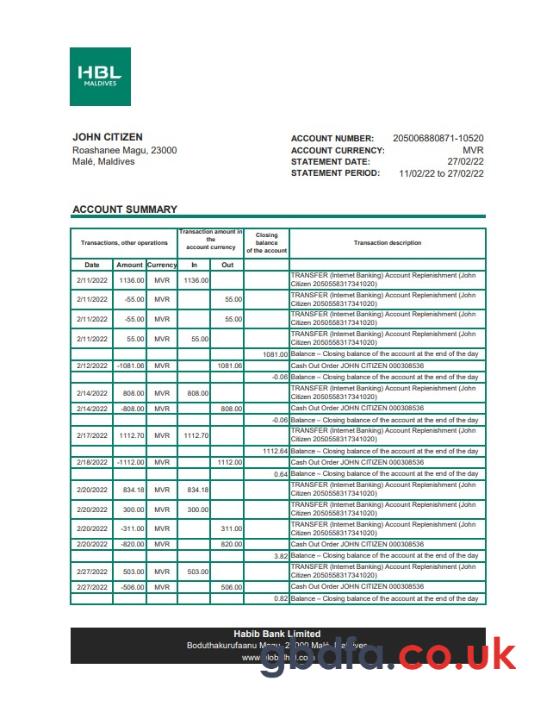 HBL
MALDIVES
JOHN CITIZEN
Roashanee Magu, 23000
Malé, Maldives
ACCOUNT NUMBER: 205006880871-10520
ACCOUNT CURRENCY: MVR
STATEMENT DATE: 27/02/22
STATEMENT PERIOD: 11/02/22 to 27/02/22
ACCOUNT SUMMARY
Transactions, other operations
Transaction amount in
the
account currency
Closing
balance
of the account
Transaction description
Date Amount Currency In Out
2/11/2022 1136.00 MVR 1136.00 TRANSFER (Internet Banking) Account Replenishment (John
Citizen 2050558317341020)
2/11/2022 -55.00 MVR 55.00 TRANSFER (Internet Banking) Account Replenishment (John
Citizen 2050558317341020)
2/11/2022 -55.00 MVR 55.00 TRANSFER (Internet Banking) Account Replenishment (John
Citizen 2050558317341020)
2/11/2022 55.00 MVR 55.00 TRANSFER (Internet Banking) Account Replenishment (John
Citizen 2050558317341020)
1081.00 Balance – Closing balance of the account at the end of the day
2/12/2022 -1081.06 MVR 1081.06 Cash Out Order JOHN CITIZEN 000308536
-0.06 Balance – Closing balance of the account at the end of the day
2/14/2022 808.00 MVR 808.00 TRANSFER (Internet Banking) Account Replenishment (John
Citizen 2050558317341020)
2/14/2022 -808.00 MVR 808.00 Cash Out Order JOHN CITIZEN 000308536
-0.06 Balance – Closing balance of the account at the end of the day
2/17/2022 1112.70 MVR 1112.70 TRANSFER (Internet Banking) Account Replenishment (John
Citizen 2050558317341020)
1112.64 Balance – Closing balance of the account at the end of the day
2/18/2022 -1112.00 MVR 1112.00 Cash Out Order JOHN CITIZEN 000308536
0.64 Balance – Closing balance of the account at the end of the day
2/20/2022 834.18 MVR 834.18 TRANSFER (Internet Banking) Account Replenishment (John
Citizen 2050558317341020)
2/20/2022 300.00 MVR 300.00 TRANSFER (Internet Banking) Account Replenishment (John
Citizen 2050558317341020)
2/20/2022 -311.00 MVR 311.00 TRANSFER (Internet Banking) Account Replenishment (John
Citizen 2050558317341020)
2/20/2022 -820.00 MVR 820.00 Cash Out Order JOHN CITIZEN 000308536
3.82 Balance – Closing balance of the account at the end of the day
2/27/2022 503.00 MVR 503.00 TRANSFER (Internet Banking) Account Replenishment (John
Citizen 2050558317341020)
2/27/2022 -506.00 MVR 506.00 Cash Out Order JOHN CITIZEN 000308536
0.82 Balance – Closing balance of the account at the end of the day
Habib Bank Limited
Boduthakurufaanu Magu, Malé,
gbdfa.co.uk